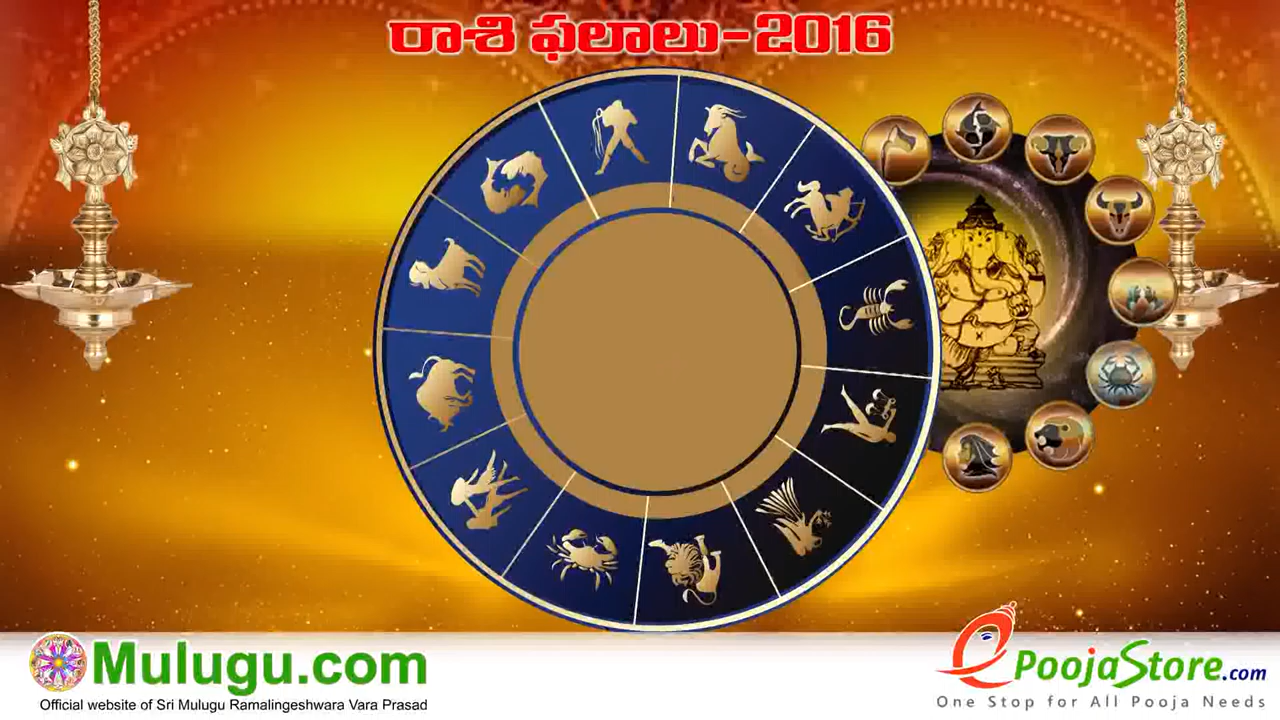 రాశి ఫలాలు-2016
Mulugu.com
Official website of Sri Mulugu Ramalingeshwara Vara Prasad
ePoojaStore.com
One Stop for All Pooja Needs